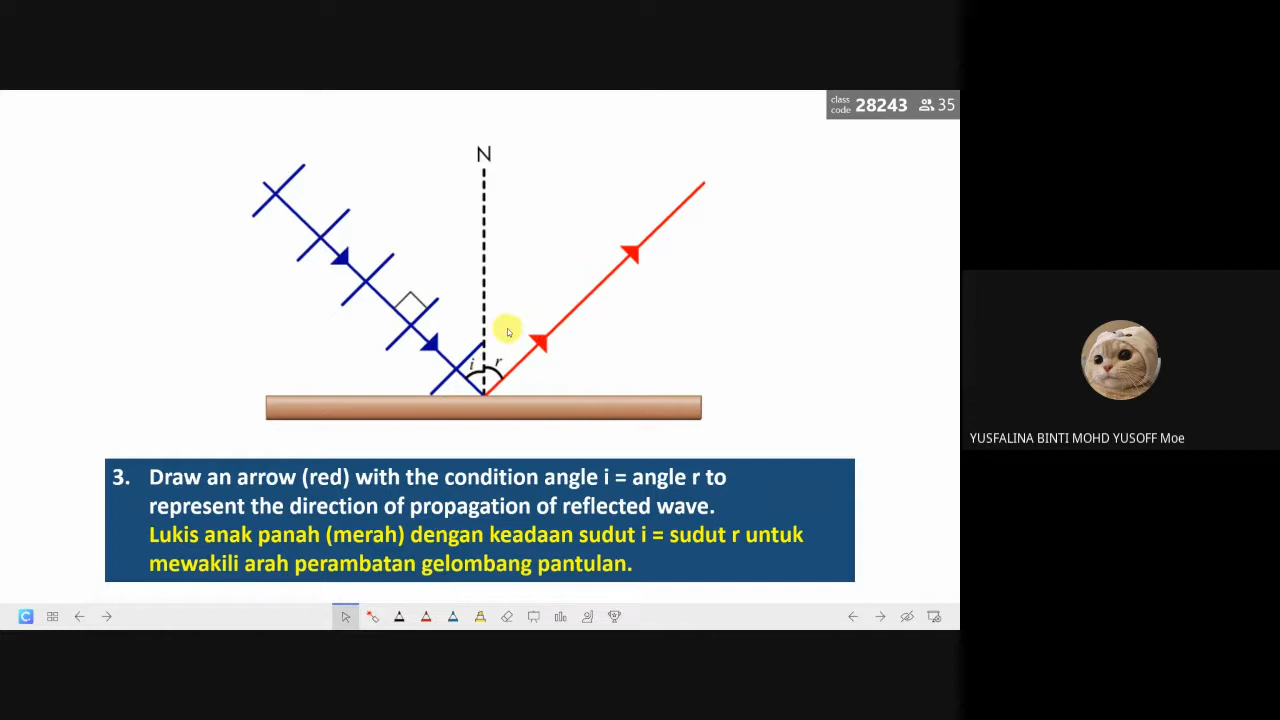 class
code 28243 35
N
i r
3. Draw an arrow (red) with the condition angle i = angle r to
represent the direction of propagation of reflected wave.
Lukis anak panah (merah) dengan keadaan sudut i = sudut r untuk
mewakili arah perambatan gelombang pantulan.
YUSFALINA BINTI MOHD YUSOFF Moe
C